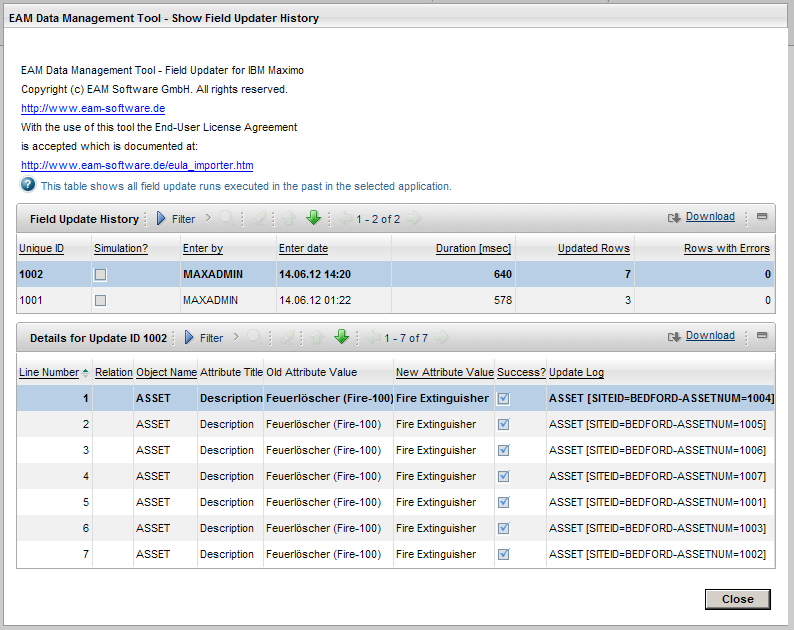 EAM Data Management Tool - Show Field Updater History
EAM Data Management Tool - Field Updater for IBM Maximo
Copyright (c) EAM Software GmbH. All rights reserved.
http://www.eam-software.de
With the use of this tool the End-User License Agreement
is accepted which is documented at:
http://www.eam-software.de/eula_importer.htm
? This table shows all field update runs executed in the past in the selected application.
Field Update History Filter 1 - 2 of 2 Download
Unique ID Simulation? Enter by Enter date Duration [msec] Updated Rows Rows with Errors
1002 MAXADMIN 14.06.12 14:20 640 7 0
1001 MAXADMIN 14.06.12 01:22 578 3 0
Details for Update ID 1002 Filter 1 - 7 of 7 Download
Line Number Relation Object Name Attribute Title Old Attribute Value New Attribute Value Success? Update Log
1 ASSET Description Feuerlöscher (Fire-100) Fire Extinguisher ASSET [SITEID=BEDFORD-ASSETNUM=1004]
2 ASSET Description Feuerlöscher (Fire-100) Fire Extinguisher ASSET [SITEID=BEDFORD-ASSETNUM=1005]
3 ASSET Description Feuerlöscher (Fire-100) Fire Extinguisher ASSET [SITEID=BEDFORD-ASSETNUM=1006]
4 ASSET Description Feuerlöscher (Fire-100) Fire Extinguisher ASSET [SITEID=BEDFORD-ASSETNUM=1007]
5 ASSET Description Feuerlöscher (Fire-100) Fire Extinguisher ASSET [SITEID=BEDFORD-ASSETNUM=1001]
6 ASSET Description Feuerlöscher (Fire-100) Fire Extinguisher ASSET [SITEID=BEDFORD-ASSETNUM=1003]
7 ASSET Description Feuerlöscher (Fire-100) Fire Extinguisher ASSET [SITEID=BEDFORD-ASSETNUM=1002]
Close